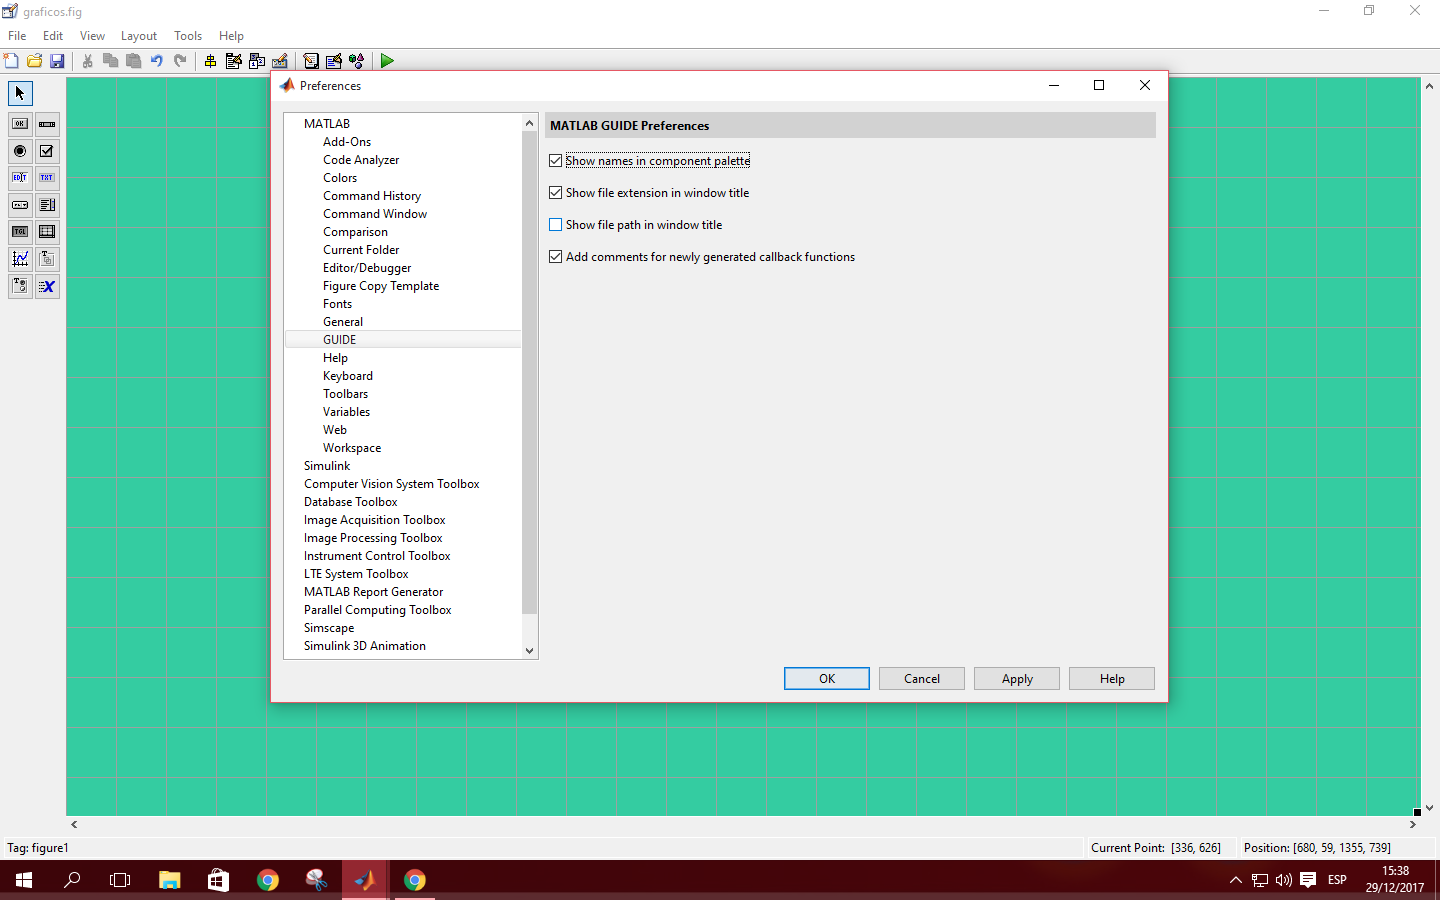 graficos.fig
File Edit View Layout Tools Help
Preferences
MATLAB
Add-Ons
Code Analyzer
Colors
Command History
Command Window
Comparison
Current Folder
Editor/Debugger
Figure Copy Template
Fonts
General
GUIDE
Help
Keyboard
Toolbars
Variables
Web
Workspace
Simulink
Computer Vision System Toolbox
Database Toolbox
Image Acquisition Toolbox
Image Processing Toolbox
Instrument Control Toolbox
LTE System Toolbox
MATLAB Report Generator
Parallel Computing Toolbox
Simscape
Simulink 3D Animation
MATLAB GUIDE Preferences
Show names in component palette
Show file extension in window title
Show file path in window title
Add comments for newly generated callback functions
OK Cancel Apply Help
OK
EDIT TXT
TGL
Tag: figure1
Current Point: [336, 626] Position: [680, 59, 1355, 739]
ESP
15:38
29/12/2017